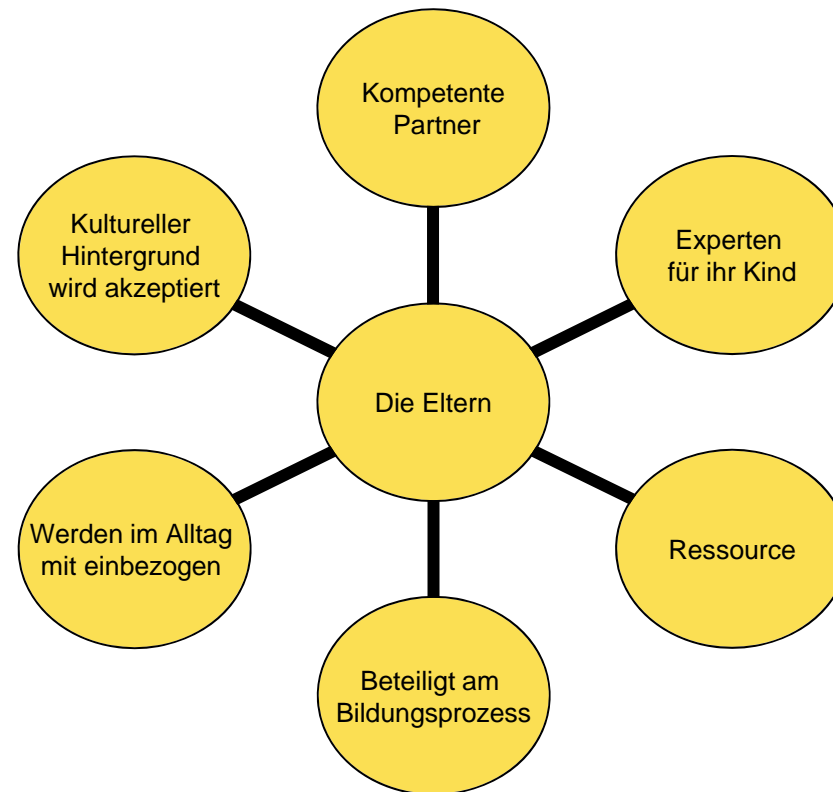 Kompetente
Partner
Kultureller
Hintergrund
wird akzeptiert
Experten
für ihr Kind
Die Eltern
Werden im Alltag
mit einbezogen
Ressource
Beteiligt am
Bildungsprozess